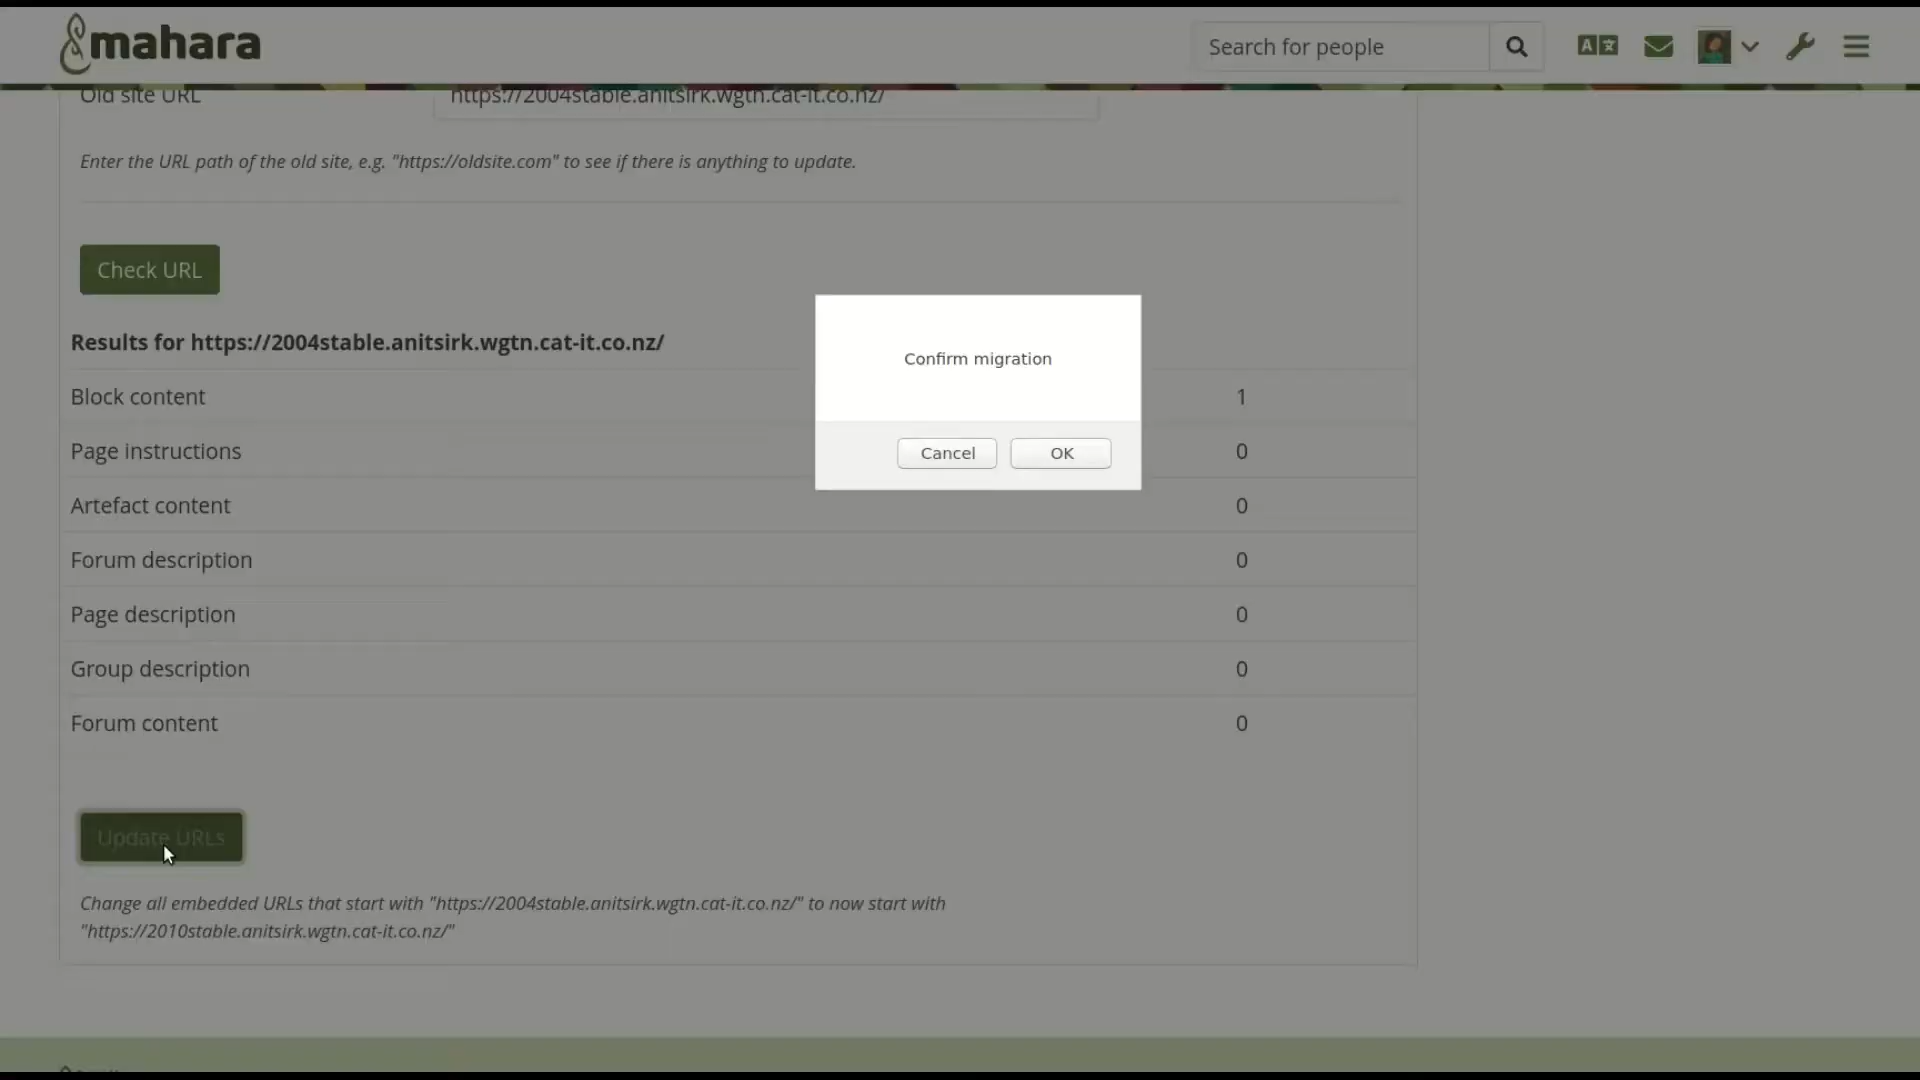 mahara
Search for people
Old site URL
https://2004stable.anitsirk.wgtn.cat-it.co.nz/
Enter the URL path of the old site, e.g. "https://oldsite.com" to see if there is anything to update.
Check URL
Results for https://2004stable.anitsirk.wgtn.cat-it.co.nz/
Confirm migration
Cancel
OK
Block content 1
Page instructions 0
Artefact content 0
Forum description 0
Page description 0
Group description 0
Forum content 0
Update URLs
Change all embedded URLs that start with "https://2004stable.anitsirk.wgtn.cat-it.co.nz/" to now start with
"https://2010stable.anitsirk.wgtn.cat-it.co.nz/"